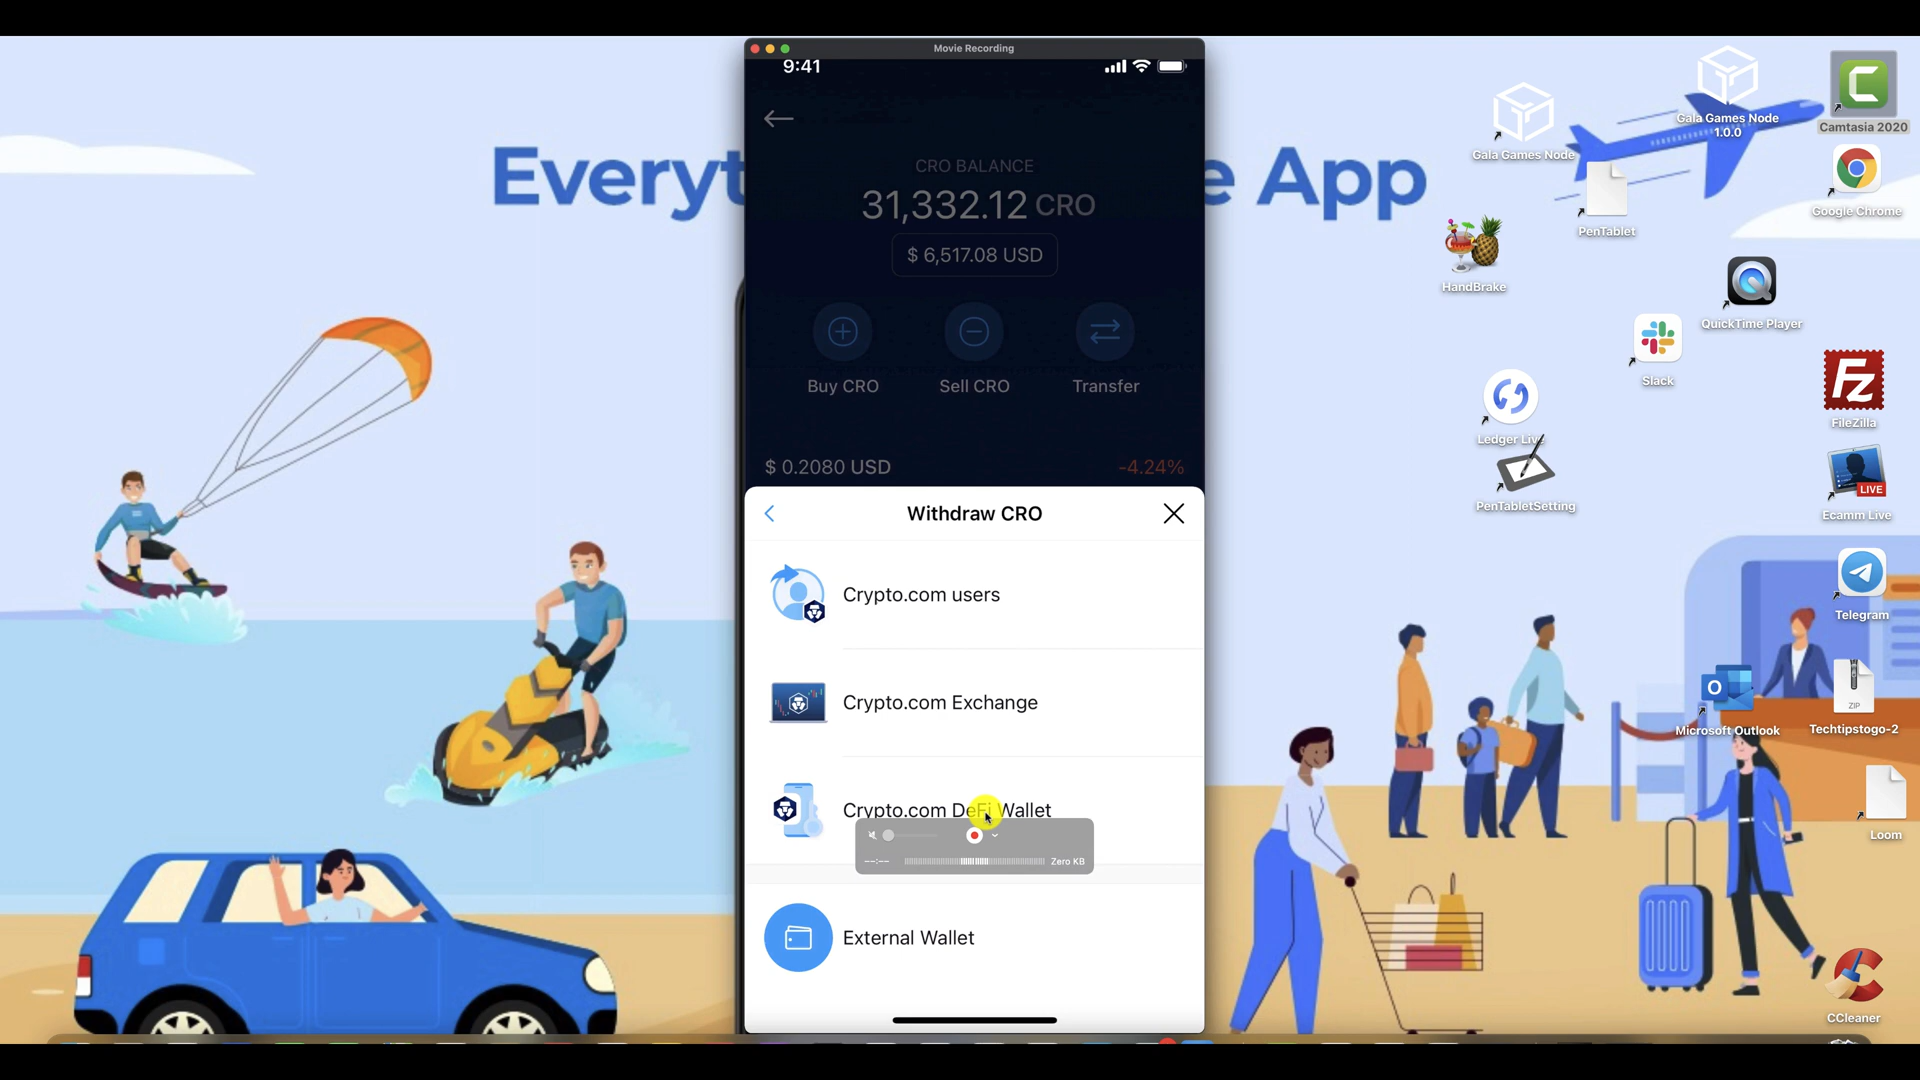 Movie Recording
9:41
Everyt
e App
CRO BALANCE
31,332.12 CRO
$ 6,517.08 USD
Buy CRO
Sell CRO
Transfer
$ 0.2080 USD
-4.24%
Withdraw CRO
Crypto.com users
Crypto.com Exchange
Crypto.com DeFi Wallet
--:--
Zero KB
External Wallet
Gala Games Node
Gala Games Node
1.0.0
Camtasia 2020
Google Chrome
PenTablet
HandBrake
QuickTime Player
Slack
Fz
FileZilla
Ledger Live
PenTabletSetting
LIVE
Ecamm Live
Telegram
Microsoft Outlook
ZIP
Techtipstogo-2
Loom
CCleaner